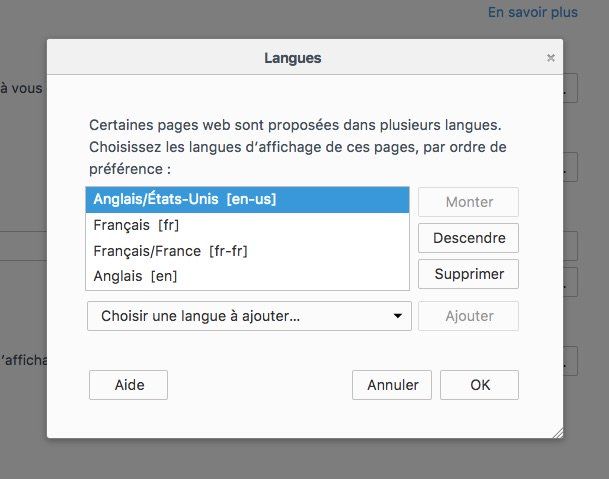 En savoir plus
Langues
à vous
Certaines pages web sont proposées dans plusieurs langues.
Choisissez les langues d’affichage de ces pages, par ordre de
préférence :
Anglais/États-Unis [en-us]
Monter
Français [fr]
Descendre
Français/France [fr-fr]
Supprimer
Anglais [en]
Choisir une langue à ajouter...
Ajouter
’afficha
Aide
Annuler
OK